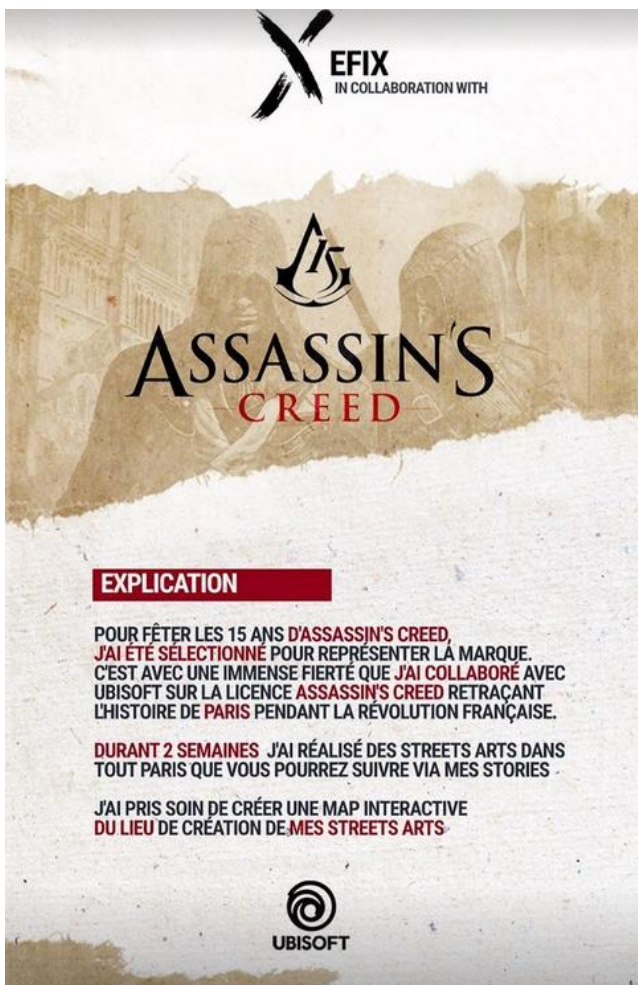 EFIX
IN COLLABORATION WITH
15
ASSASSIN'S
CREED
EXPLICATION
POUR FÊTER LES 15 ANS D'ASSASSIN'S CREED,
J'AI ÉTÉ SÉLECTIONNÉ POUR REPRÉSENTER LA MARQUE.
C'EST AVEC UNE IMMENSE FIERTÉ QUE J'AI COLLABORÉ AVEC
UBISOFT SUR LA LICENCE ASSASSIN'S CREED RETRAÇANT
L'HISTOIRE DE PARIS PENDANT LA RÉVOLUTION FRANÇAISE.
DURANT 2 SEMAINES J'AI RÉALISÉ DES STREETS ARTS DANS
TOUT PARIS QUE VOUS POURREZ SUIVRE VIA MES STORIES
J'AI PRIS SOIN DE CRÉER UNE MAP INTERACTIVE
DU LIEU DE CRÉATION DE MES STREETS ARTS
UBISOFT